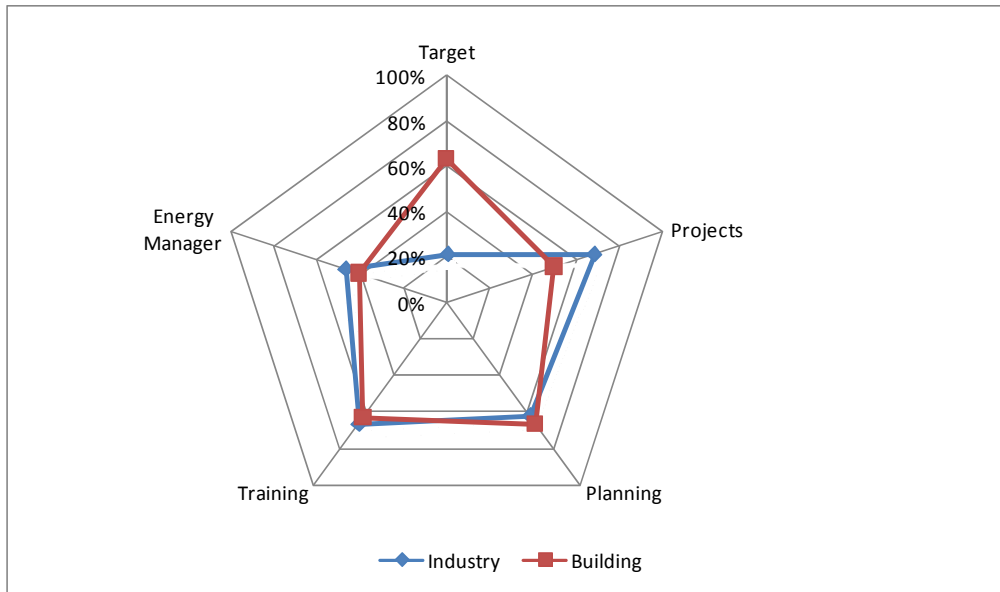 Target
100%
80%
60%
40%
20%
0%
Energy
Manager
Projects
Training
Planning
Industry
Building